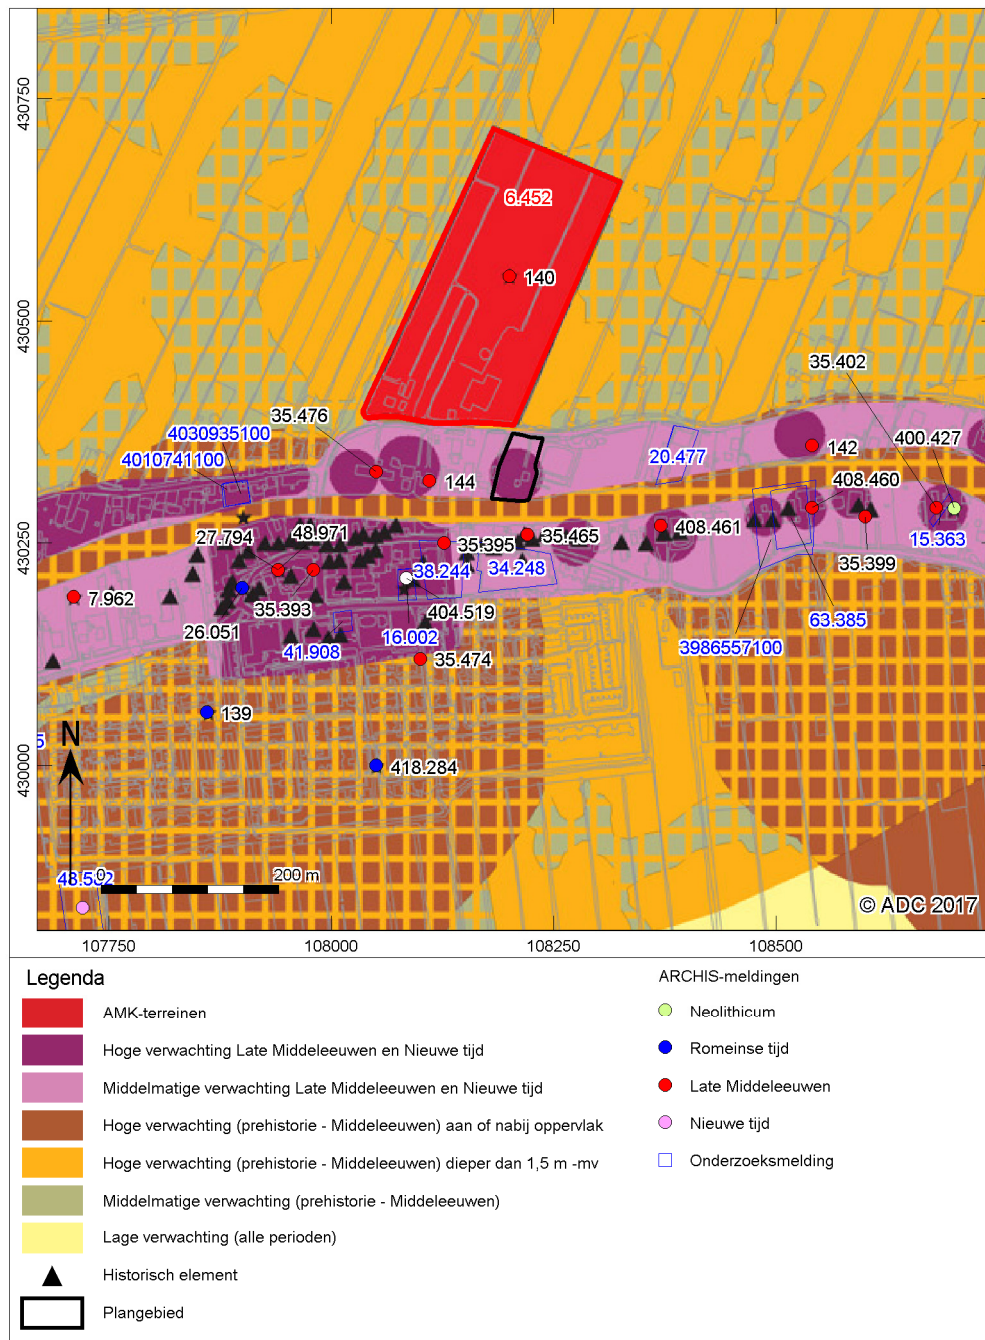 430750
430500
430250
430000
6.452
140
35.402
35.476
4030935100
400.427
4010741100
20.477
142
144
408.460
27.794
48.971
35.395
35.465
408.461
15.363
38.244
34.248
35.399
7.962
35.393
404.519
26.051
16.002
63.385
41.908
3986557100
35.474
139
5
N
418.284
0
200 m
© ADC 2017
107750
108000
108250
108500
Legenda
AMK-terreinen
Hoge verwachting Late Middeleeuwen en Nieuwe tijd
Middelmatige verwachting Late Middeleeuwen en Nieuwe tijd
Hoge verwachting (prehistorie - Middeleeuwen) aan of nabij oppervlak
Hoge verwachting (prehistorie - Middeleeuwen) dieper dan 1,5 m -mv
Middelmatige verwachting (prehistorie - Middeleeuwen)
Lage verwachting (alle perioden)
Historisch element
Plangebied
ARCHIS-meldingen
Neolithicum
Romeinse tijd
Late Middeleeuwen
Nieuwe tijd
Onderzoeksmelding